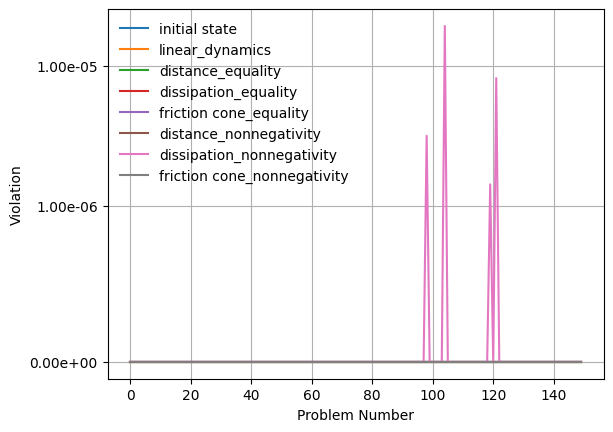 initial state
linear_dynamics
distance_equality
dissipation_equality
friction cone_equality
distance_nonnegativity
dissipation_nonnegativity
friction cone_nonnegativity
1.00e-05
1.00e-06
0.00e+00
Violation
0 20 40 60 80 100 120 140
Problem Number